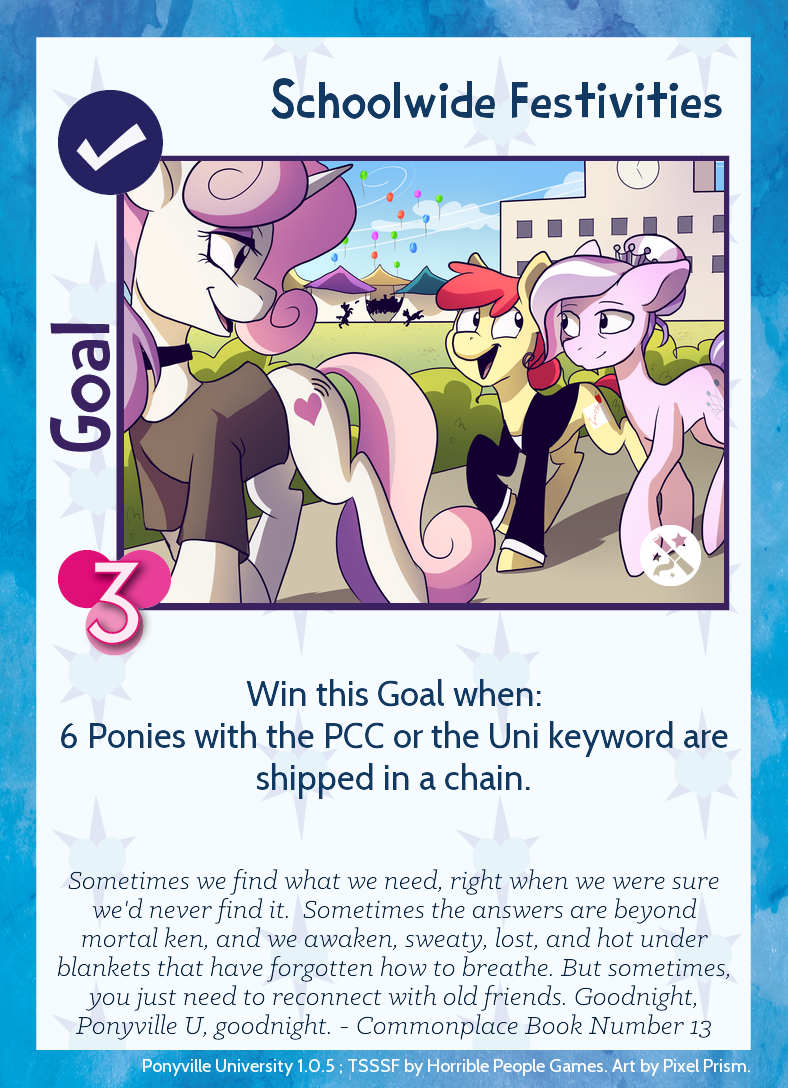 Schoolwide Festivities
Goal
3
Win this Goal when:
6 Ponies with the PCC or the Uni keyword are
shipped in a chain.
Sometimes we find what we need, right when we were sure
we'd never find it.  Sometimes the answers are beyond
mortal ken, and we awaken, sweaty, lost, and hot under
blankets that have forgotten how to breathe. But sometimes,
you just need to reconnect with old friends. Goodnight,
Ponyville U, goodnight. - Commonplace Book Number 13
Ponyville University 1.0.5 ; TSSSF by Horrible People Games. Art by Pixel Prism.